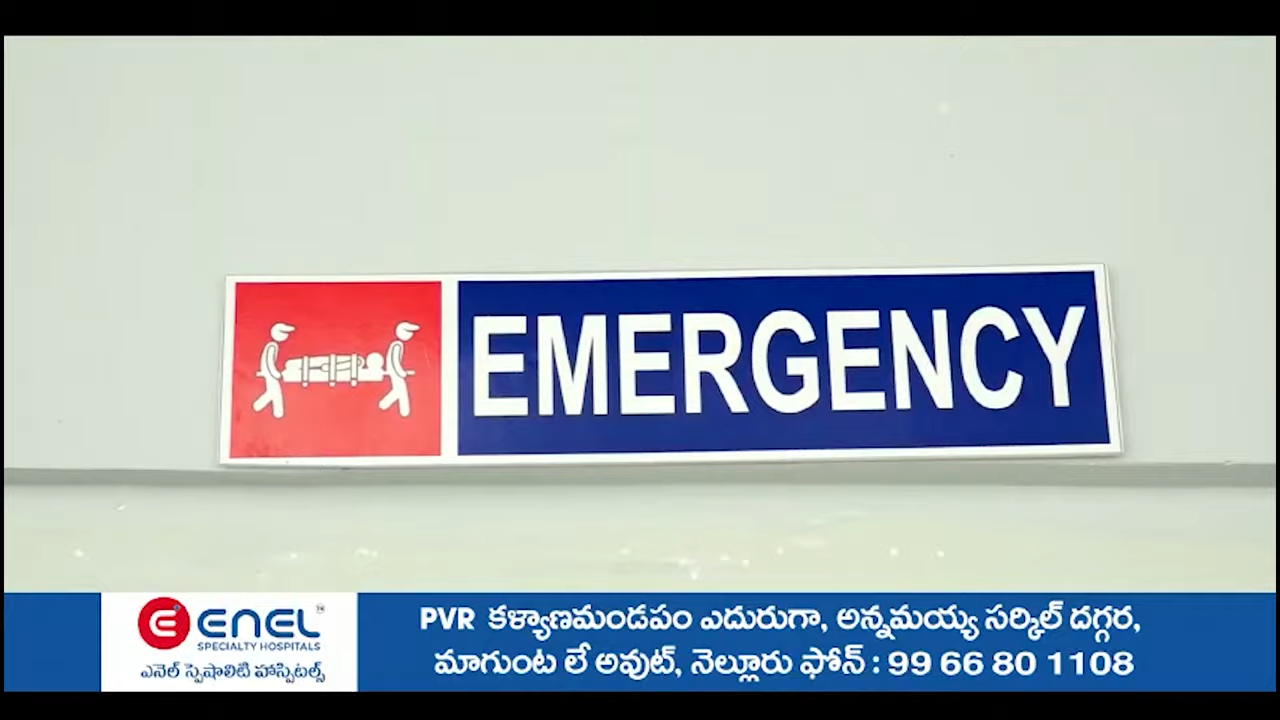 EMERGENCY
ENEL
TM
SPECIALTY HOSPITALS
ఎనెల్ స్పెషాలిటి హాస్పిటల్స్
PVR కళ్యాణమండపం ఎదురుగా, అన్నమయ్య సర్కిల్ దగ్గర,
మాగుంట లే అవుట్, నెల్లూరు ఫోన్ : 99 66 80 1108